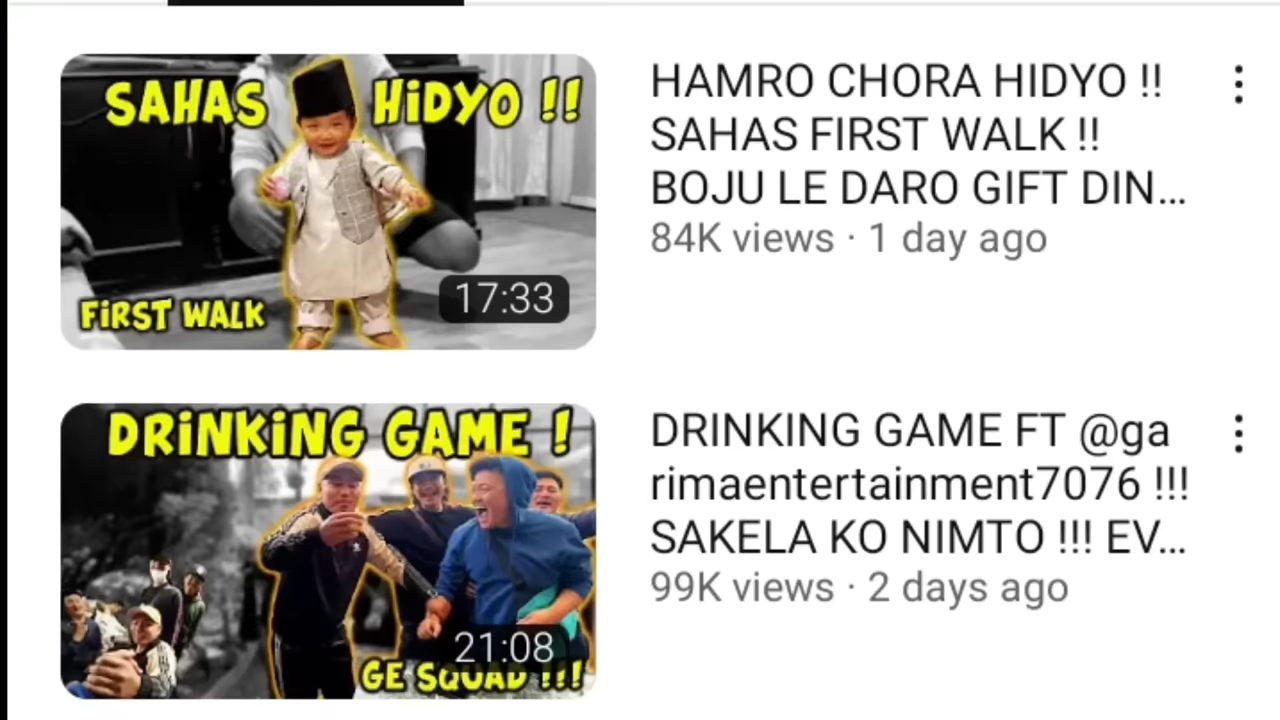 SAHAS HiDYO !!
FiRST WALK
17:33
HAMRO CHORA HIDYO !!
SAHAS FIRST WALK !!
BOJU LE DARO GIFT DIN...
84K views · 1 day ago
DRiNKiNG GAME !
21:08
GE SQUAD !!!
DRINKING GAME FT @ga
rimaentertainment7076 !!!
SAKELA KO NIMTO !!! EV...
99K views · 2 days ago